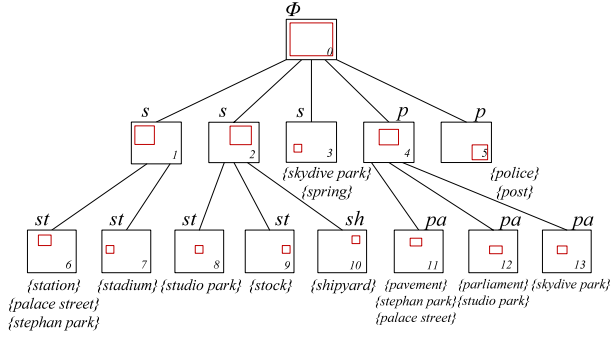 Φ
0
s s s p p
1 2 3 4 5
{skydive park} {police}
{spring} {post}
st st st st sh pa pa pa
6 7 8 9 10 11 12 13
{station} {stadium} {studio park} {stock} {shipyard} {pavement} {parliament} {skydive park}
{palace street} {stephan park} {studio park}
{stephan park} {palace street}